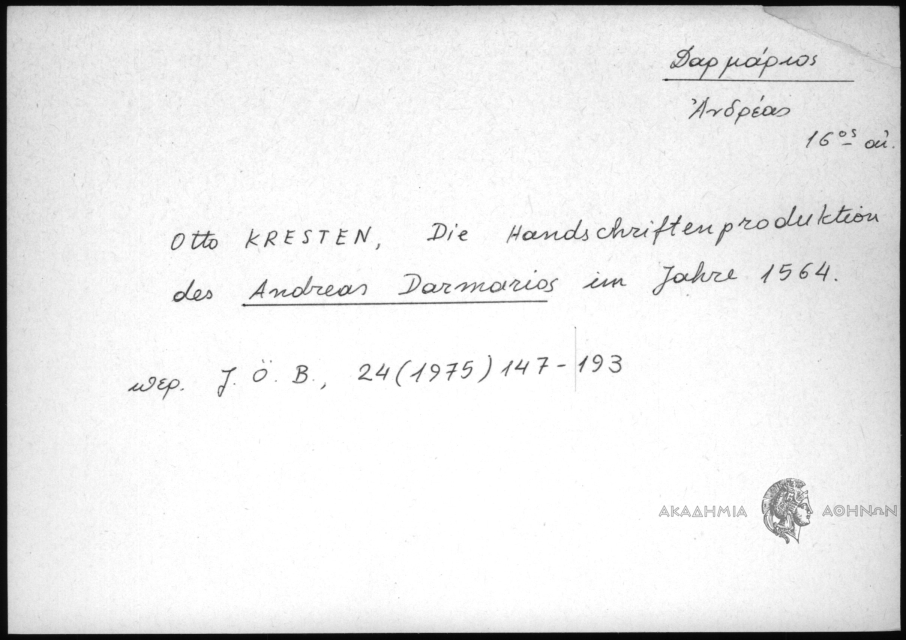 Δαρμάριος
Ἀνδρέας
16ος αἰ.
Otto KRESTEN, Die Handschriftenproduktion
des Andreas Darmarios im Jahre 1564.
περ. J. Ö. B., 24 (1975) 147-193
ΑΚΑΔΗΜΙΑ ΑΘΗΝΩΝ